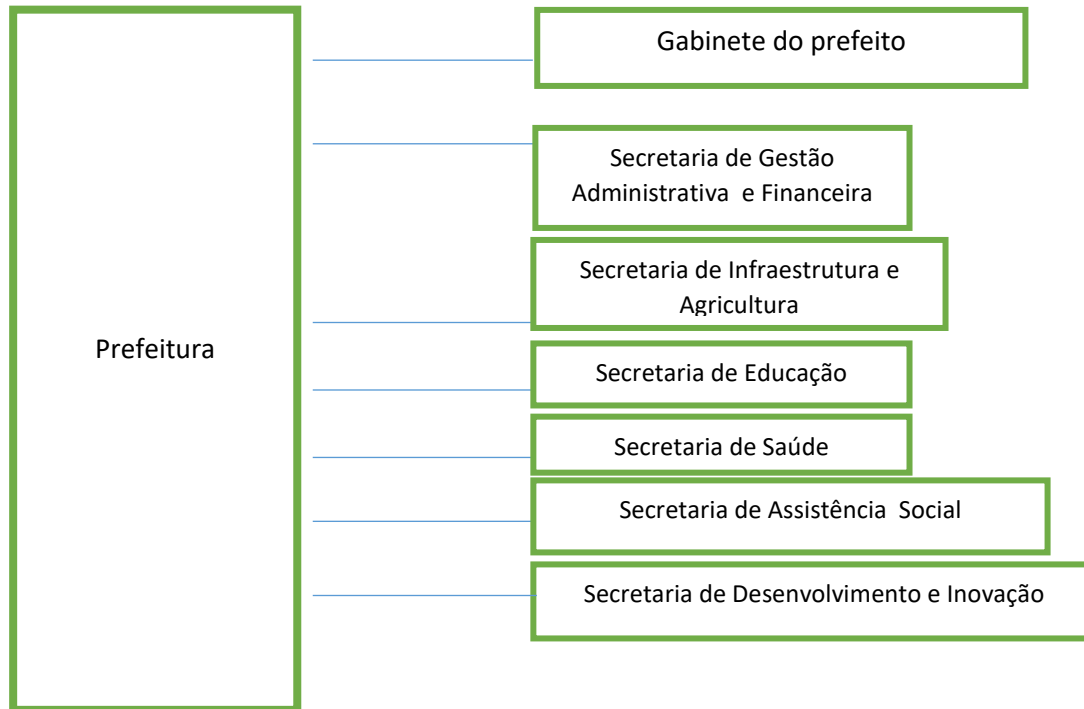 Prefeitura
Gabinete do prefeito
Secretaria de Gestão
Administrativa  e Financeira
Secretaria de Infraestrutura e
Agricultura
Secretaria de Educação
Secretaria de Saúde
Secretaria de Assistência  Social
Secretaria de Desenvolvimento e Inovação